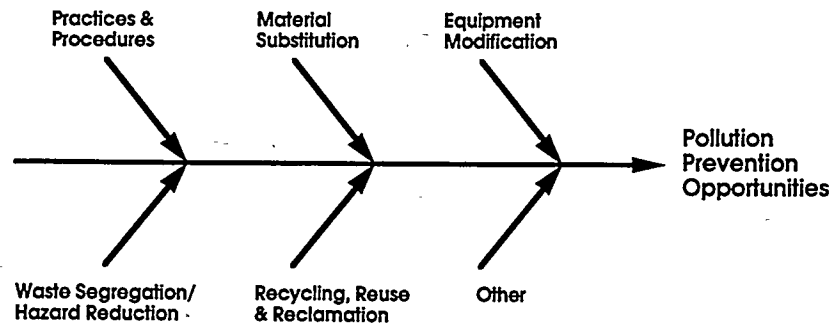 Practices &
Procedures
Material
Substitution
Equipment
Modification
Pollution
Prevention
Opportunities
Waste Segregation/
Hazard Reduction
Recycling, Reuse
& Reclamation
Other